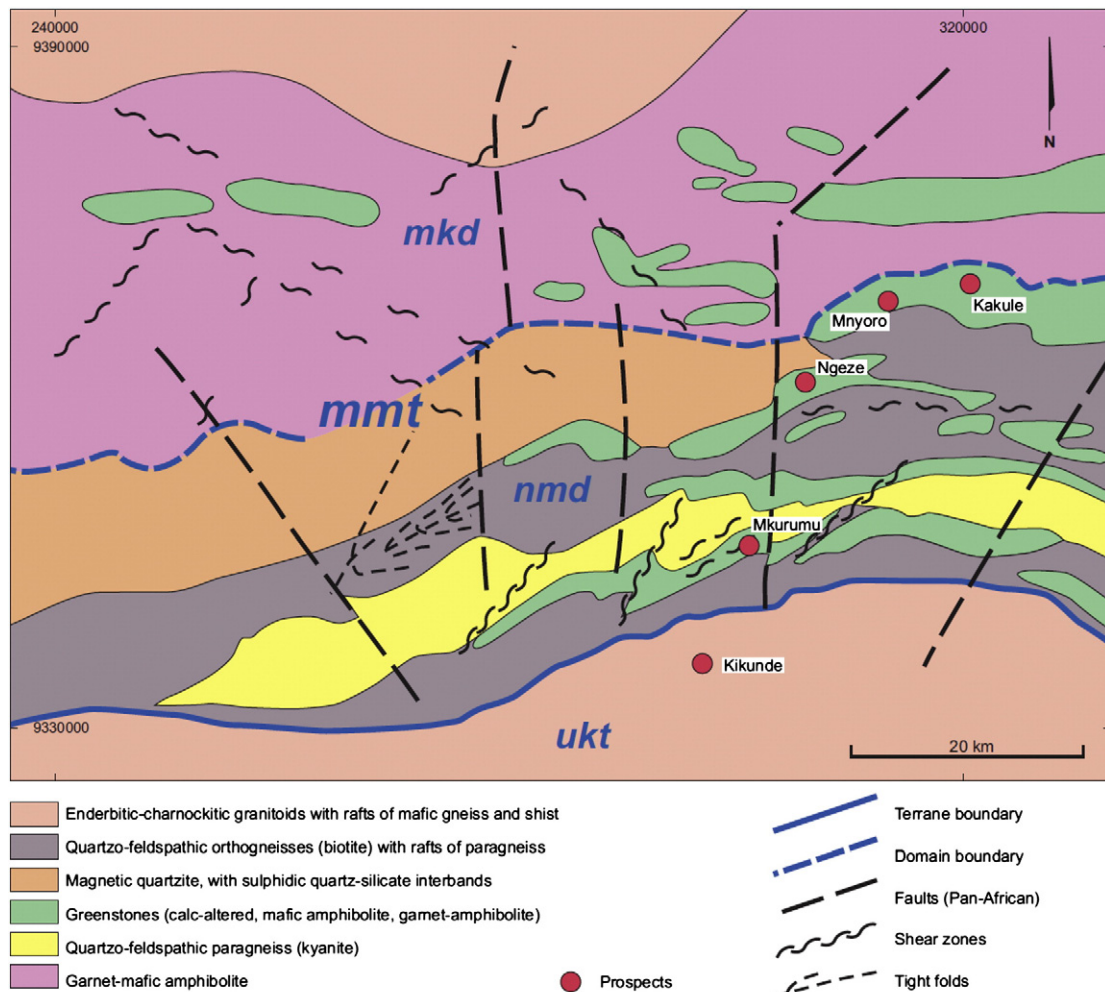 240000
320000
9390000
N
mkd
Kakule
Mnyoro
Ngeze
mmt
nmd
Mkurumu
Kikunde
9330000
ukt
20 km
Enderbitic-charnockitic granitoids with rafts of mafic gneiss and shist
Quartzo-feldspathic orthogneisses (biotite) with rafts of paragneiss
Magnetic quartzite, with sulphidic quartz-silicate interbands
Greenstones (calc-altered, mafic amphibolite, garnet-amphibolite)
Quartzo-feldspathic paragneiss (kyanite)
Garnet-mafic amphibolite
Prospects
Terrane boundary
Domain boundary
Faults (Pan-African)
Shear zones
Tight folds